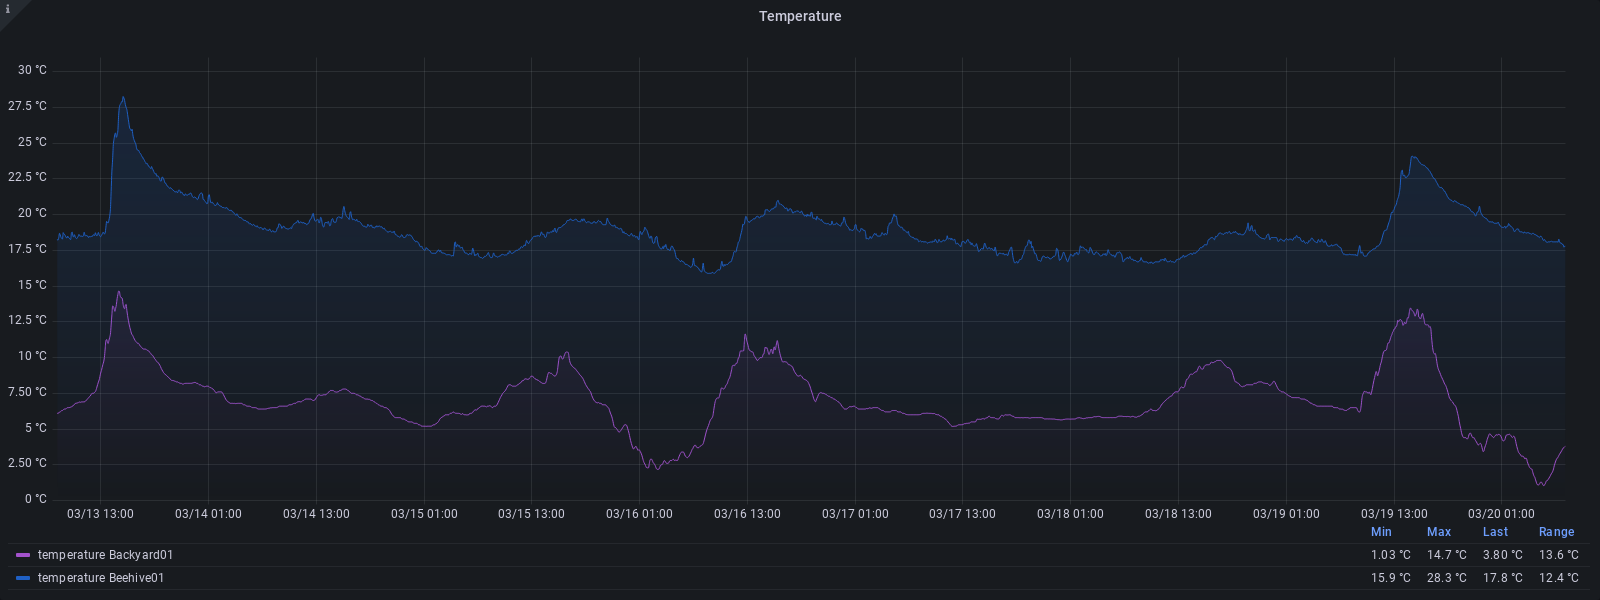 i
Temperature
30 °C
27.5 °C
25 °C
22.5 °C
20 °C
17.5 °C
15 °C
12.5 °C
10 °C
7.50 °C
5 °C
2.50 °C
0 °C
03/13 13:00 03/14 01:00 03/14 13:00 03/15 01:00 03/15 13:00 03/16 01:00 03/16 13:00 03/17 01:00 03/17 13:00 03/18 01:00 03/18 13:00 03/19 01:00 03/19 13:00 03/20 01:00
Min Max Last Range
temperature Backyard01 1.03 °C 14.7 °C 3.80 °C 13.6 °C
temperature Beehive01 15.9 °C 28.3 °C 17.8 °C 12.4 °C